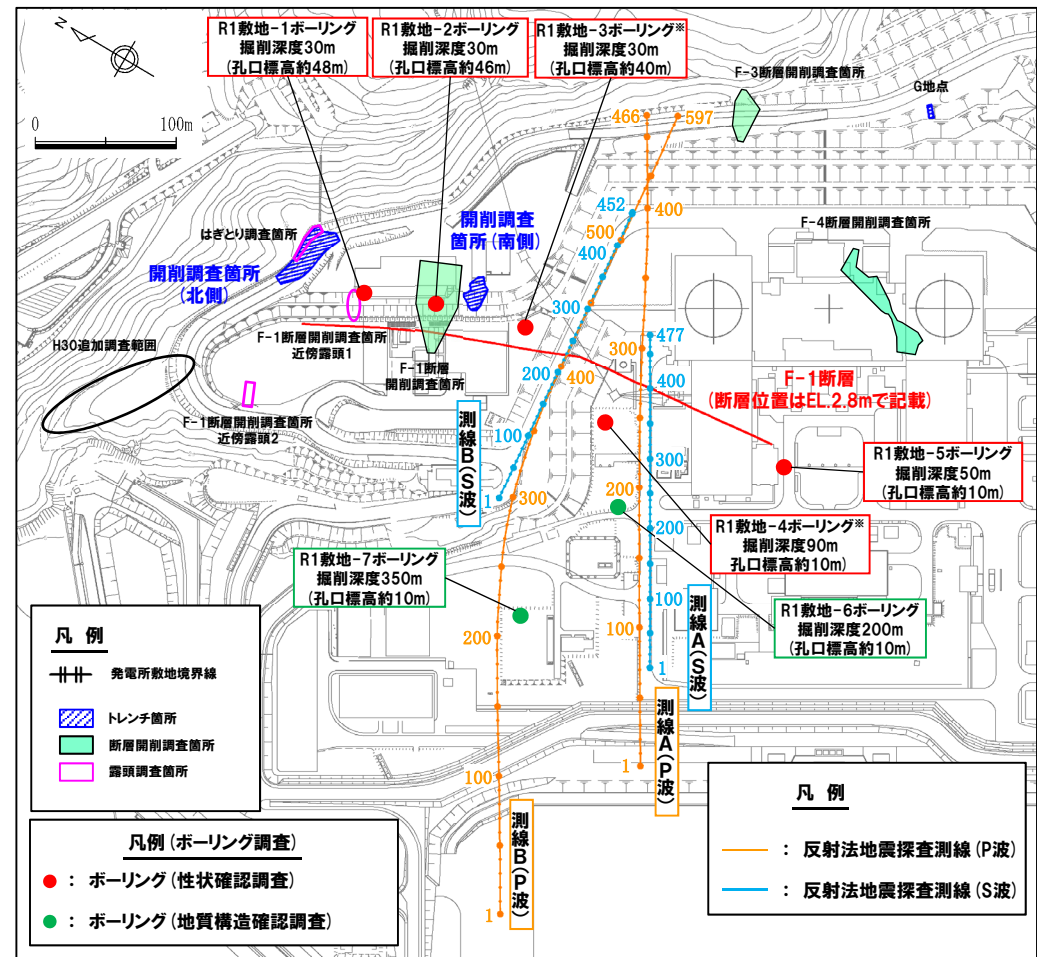 R1敷地-1ボーリング
掘削深度30m
(孔口標高約48m)
R1敷地-2ボーリング
掘削深度30m
(孔口標高約46m)
R1敷地-3ボーリング※
掘削深度30m
(孔口標高約40m)
N
0
100m
F-3断層開削調査箇所
G地点
466
597
400
452
500
400
はぎとり調査箇所
開削調査箇所
(北側)
開削調査
箇所(南側)
F-4断層開削調査箇所
300
300
477
H30追加調査範囲
F-1断層開削調査箇所
近傍露頭1
F-1断層
開削調査箇所
200
400
400
F-1断層
(断層位置はEL.2.8mで記載)
F-1断層開削調査箇所
近傍露頭2
測線B(S波)
100
300
1
300
200
200
R1敷地-5ボーリング
掘削深度50m
(孔口標高約10m)
R1敷地-4ボーリング※
掘削深度90m
孔口標高約10m)
R1敷地-7ボーリング
掘削深度350m
(孔口標高約10m)
R1敷地-6ボーリング
掘削深度200m
(孔口標高約10m)
200
100
100
測線A(S波)
1
測線A(P波)
1
100
測線B(P波)
1
凡 例
発電所敷地境界線
トレンチ箇所
断層開削調査箇所
露頭調査箇所
凡例(ボーリング調査)
: ボーリング(性状確認調査)
: ボーリング(地質構造確認調査)
凡 例
: 反射法地震探査測線(P波)
: 反射法地震探査測線(S波)